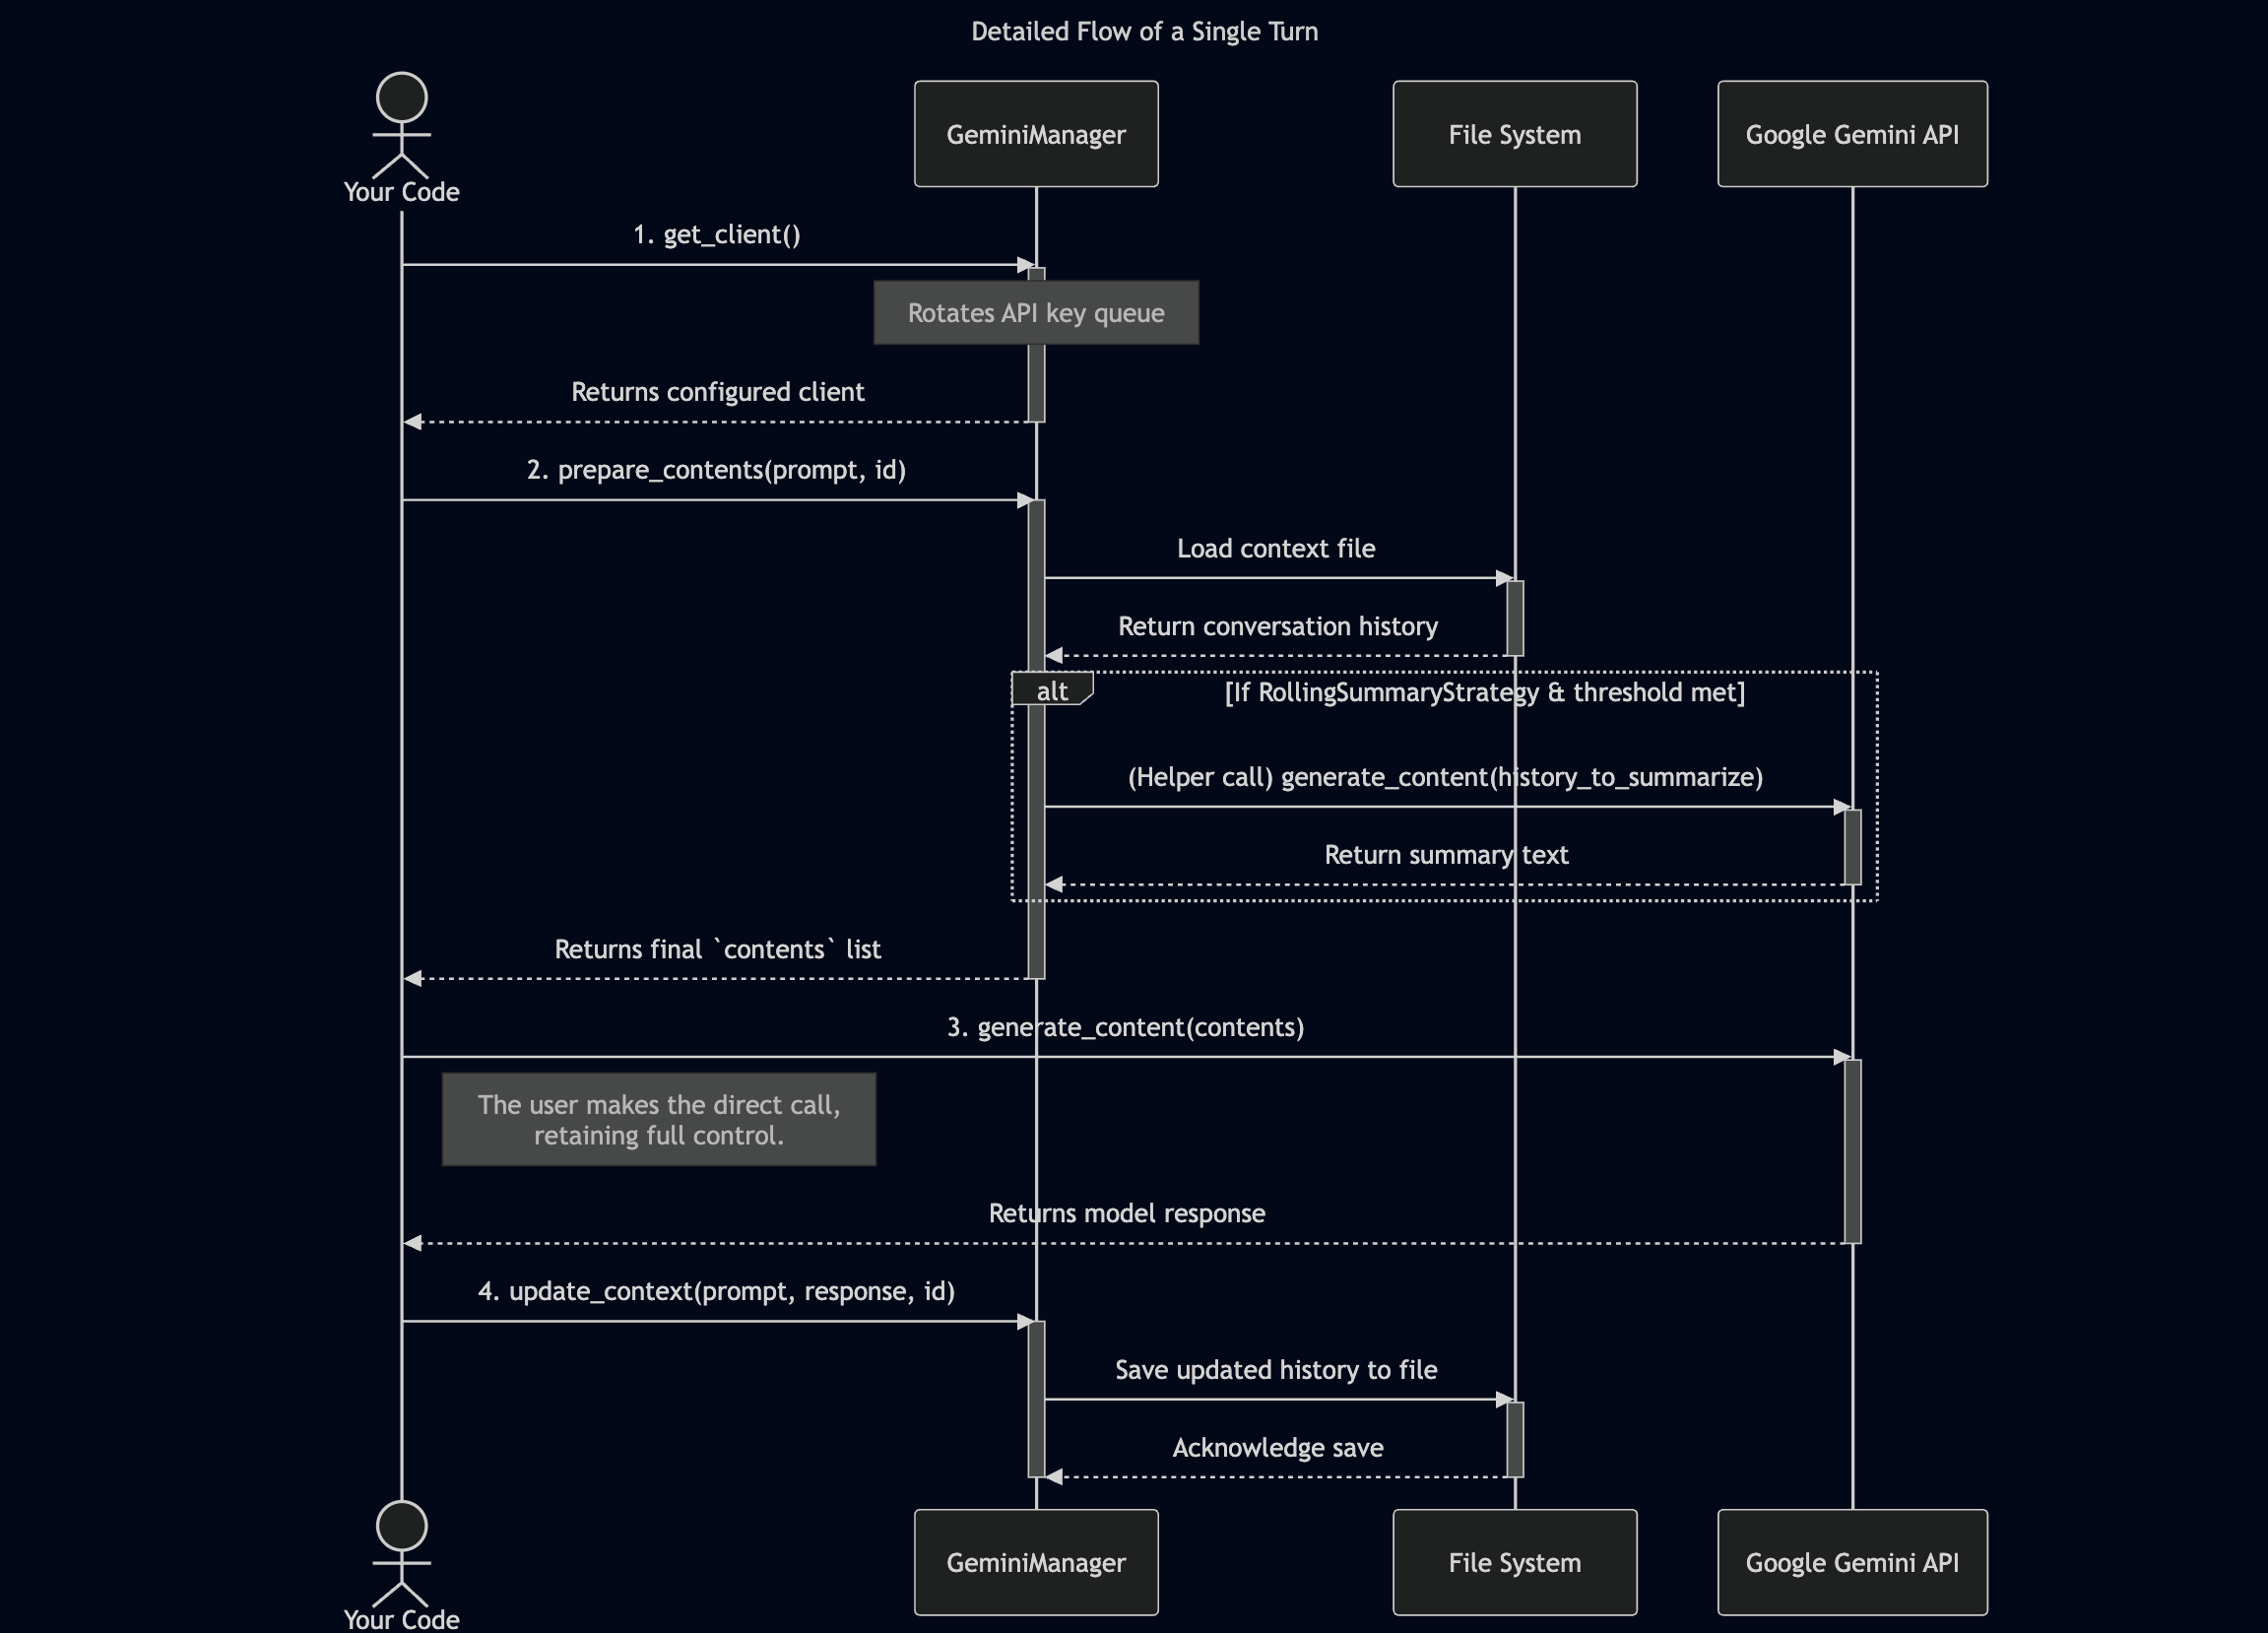 Detailed Flow of a Single Turn
Your Code
GeminiManager
File System
Google Gemini API
1. get_client()
Rotates API key queue
Returns configured client
2. prepare_contents(prompt, id)
Load context file
Return conversation history
alt
[If RollingSummaryStrategy & threshold met]
(Helper call) generate_content(history_to_summarize)
Return summary text
Returns final `contents` list
3. generate_content(contents)
The user makes the direct call,
retaining full control.
Returns model response
4. update_context(prompt, response, id)
Save updated history to file
Acknowledge save
Your Code
GeminiManager
File System
Google Gemini API